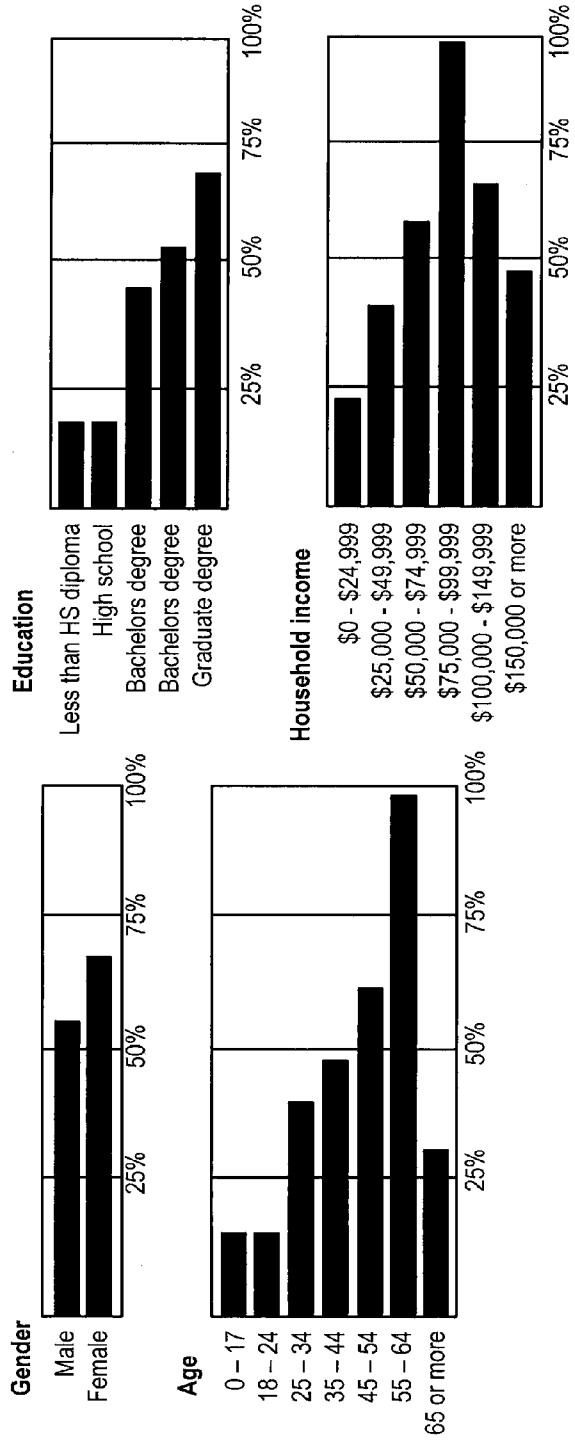 Gender
Male
Female
25%
50%
75%
100%
Age
0 – 17
18 – 24
25 – 34
35 – 44
45 – 54
55 – 64
65 or more
25%
50%
75%
100%
Education
Less than HS diploma
High school
Bachelors degree
Bachelors degree
Graduate degree
25%
50%
75%
100%
Household income
$0 - $24,999
$25,000 - $49,999
$50,000 - $74,999
$75,000 - $99,999
$100,000 - $149,999
$150,000 or more
25%
50%
75%
100%